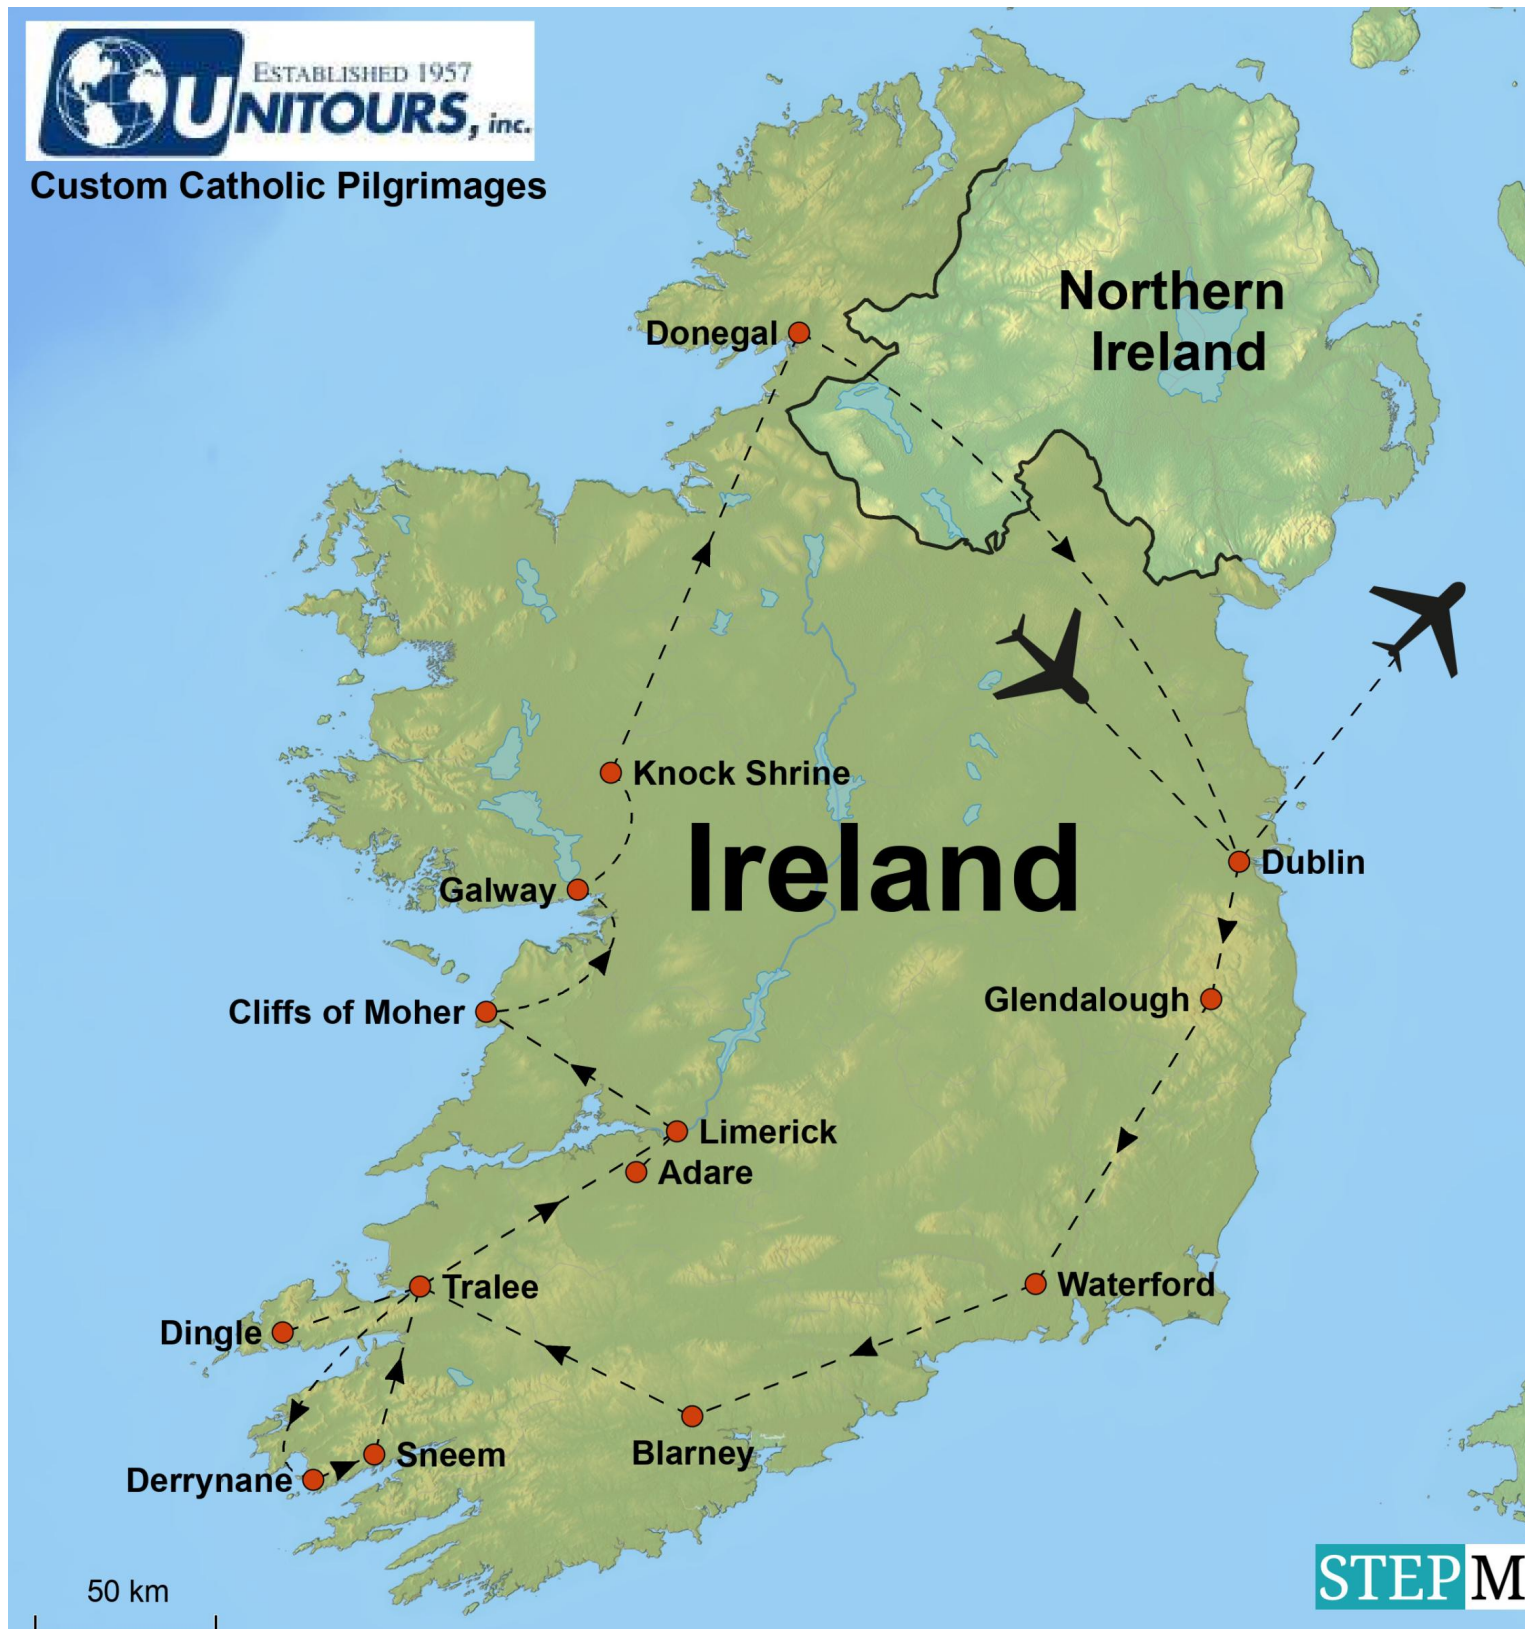 ESTABLISHED 1957
UNITOURS, inc.
Custom Catholic Pilgrimages
Northern
Ireland
Donegal
Knock Shrine
Ireland
Galway
Dublin
Cliffs of Moher
Glendalough
Limerick
Adare
Tralee
Waterford
Dingle
Blarney
Sneem
Derrynane
50 km
STEPM